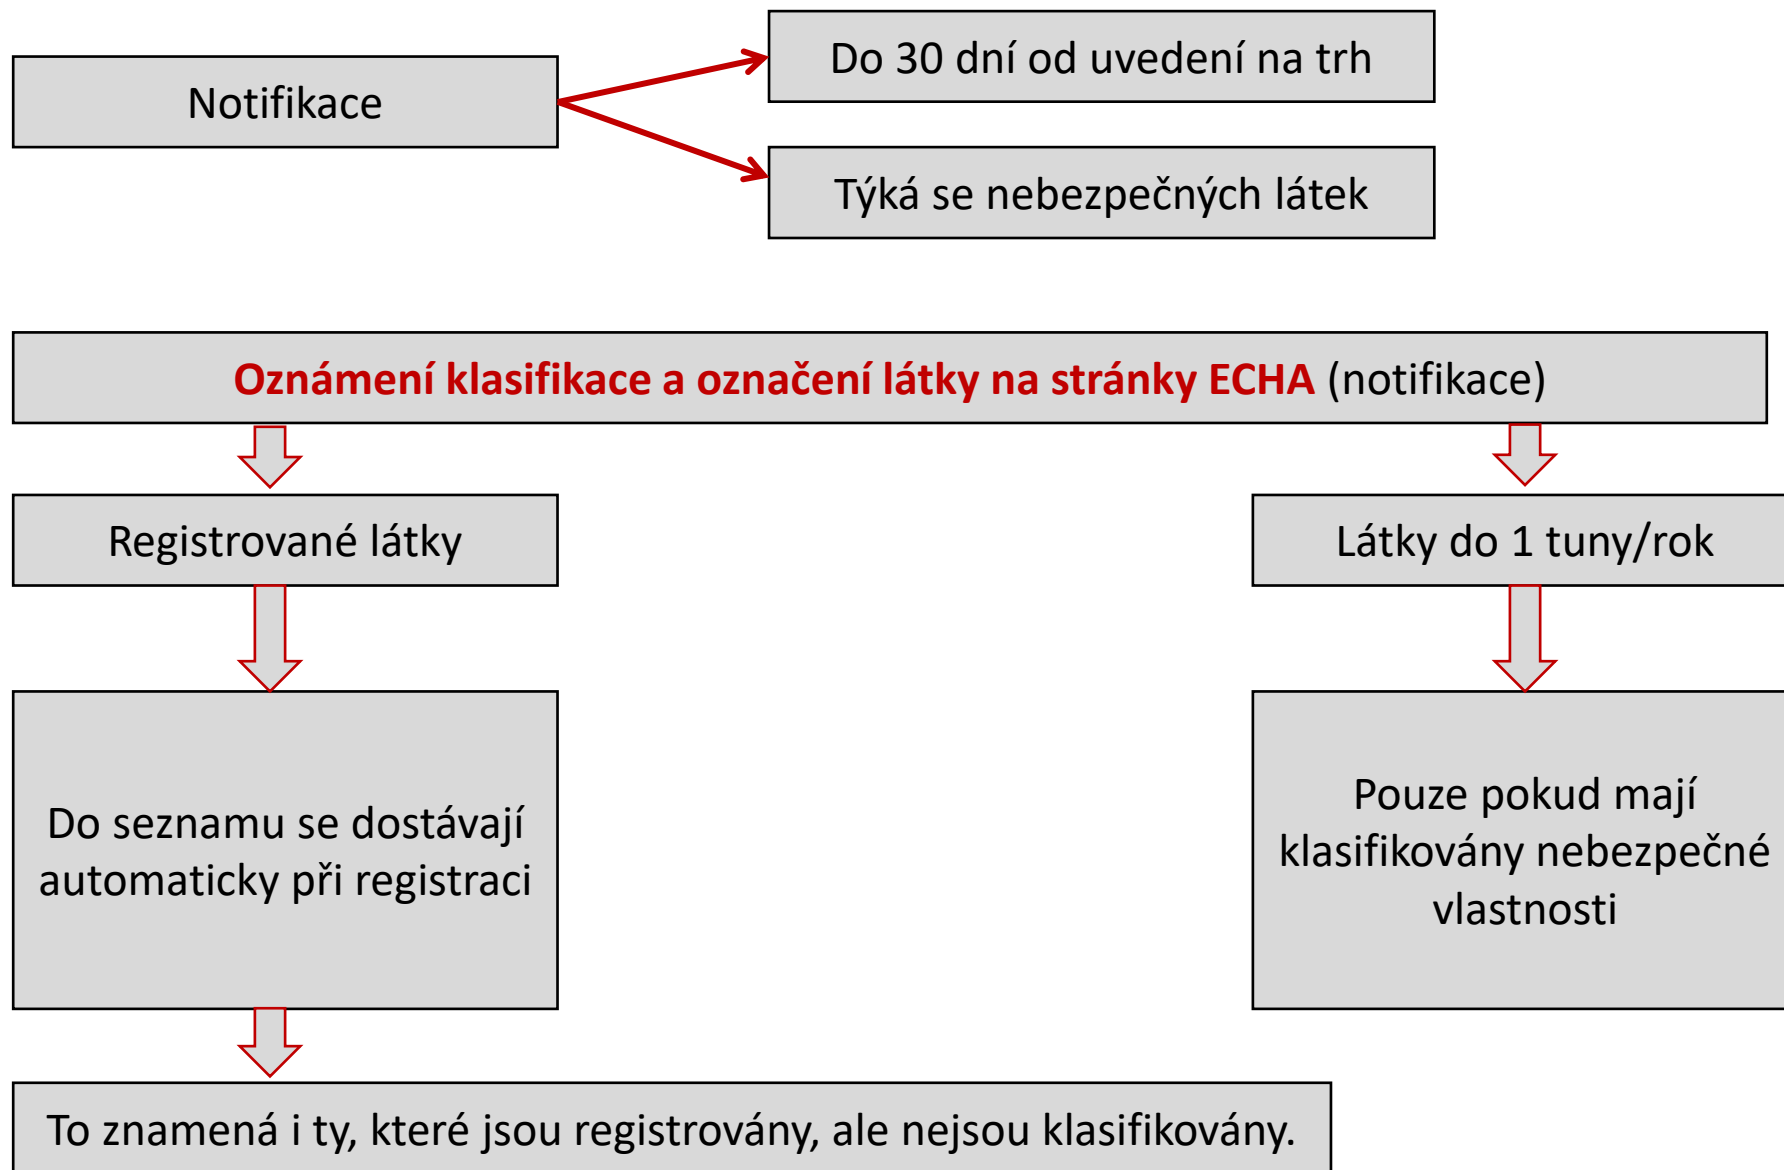 Notifikace
Do 30 dní od uvedení na trh
Týká se nebezpečných látek
Oznámení klasifikace a označení látky na stránky ECHA (notifikace)
Registrované látky
Látky do 1 tuny/rok
Do seznamu se dostávají
automaticky při registraci
Pouze pokud mají
klasifikovány nebezpečné
vlastnosti
To znamená i ty, které jsou registrovány, ale nejsou klasifikovány.